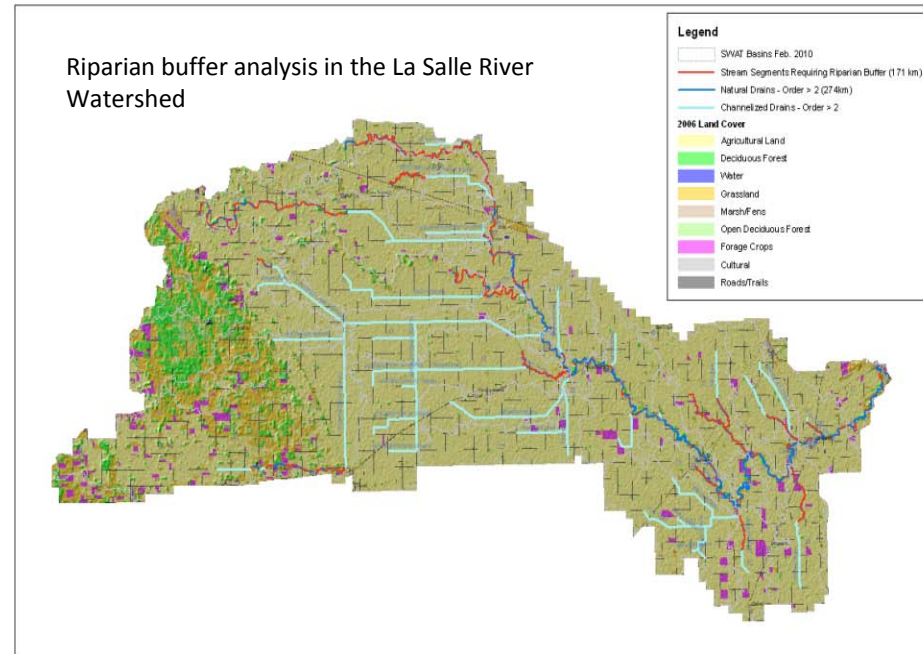 Riparian buffer analysis in the La Salle River
Watershed
Legend
SWAT Basins Feb. 2010
Stream Segments Requiring Riparian Buffer (171 km)
Natural Drains - Order > 2 (274km)
Channelized Drains - Order > 2
2006 Land Cover
Agricultural Land
Deciduous Forest
Water
Grassland
Marsh/Fens
Open Deciduous Forest
Forage Crops
Cultural
Roads/Trails